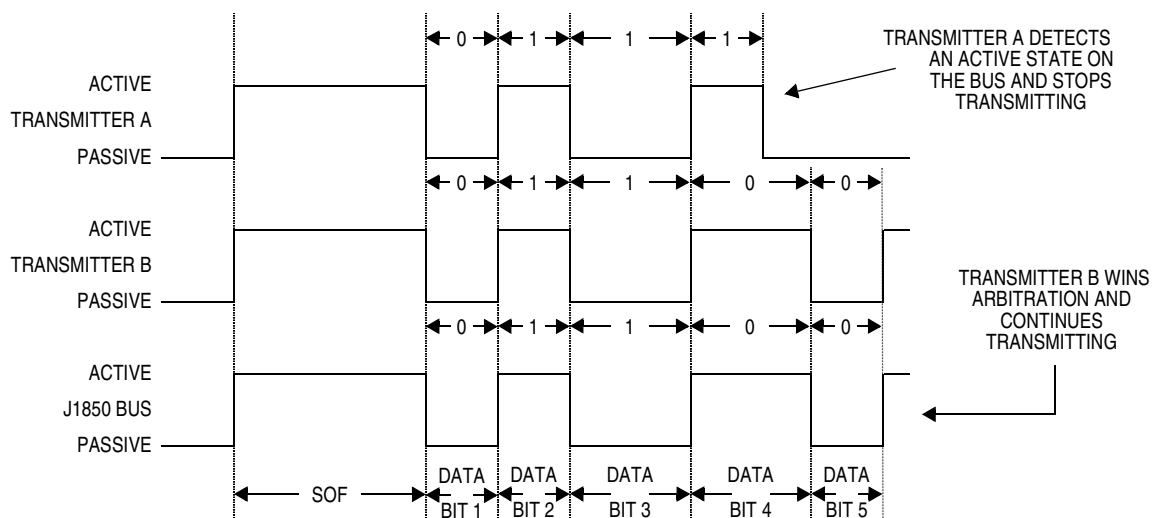 0 1 1 1
TRANSMITTER A DETECTS
AN ACTIVE STATE ON
THE BUS AND STOPS
TRANSMITTING
ACTIVE
TRANSMITTER A
PASSIVE
0 1 1 0 0
ACTIVE
TRANSMITTER B
PASSIVE
TRANSMITTER B WINS
ARBITRATION AND
CONTINUES
TRANSMITTING
0 1 1 0 0
ACTIVE
J1850 BUS
PASSIVE
SOF
DATA
BIT 1
DATA
BIT 2
DATA
BIT 3
DATA
BIT 4
DATA
BIT 5